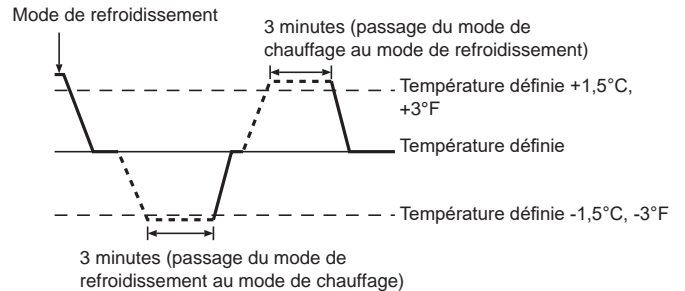 Mode de refroidissement
3 minutes (passage du mode de
chauffage au mode de refroidissement)
Température définie +1,5°C,
+3°F
Température définie
Température définie -1,5°C, -3°F
3 minutes (passage du mode de
refroidissement au mode de chauffage)